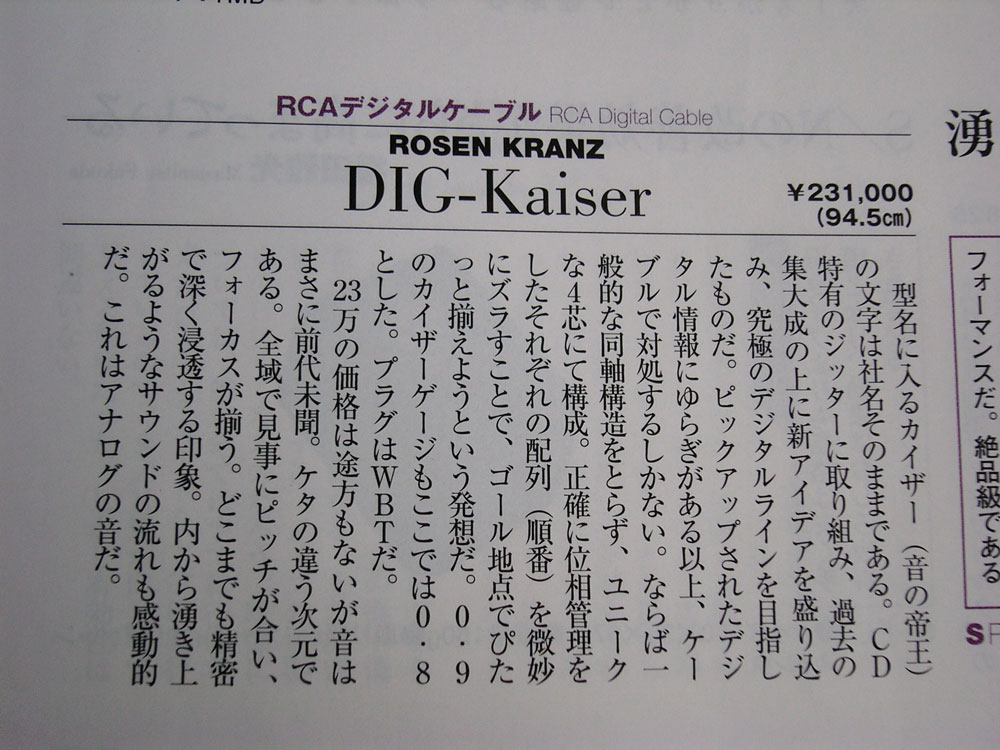 RCAデジタルケーブル RCA Digital Cable
ROSEN KRANZ
DIG-Kaiser
¥231,000
(94.5cm)
型名に入るカイザー(音の帝王)
の文字は社名そのままである。CD
特有のジッターに取り組み、過去の
集大成の上に新アイデアを盛り込
み、究極のデジタルラインを目指し
たものだ。ピックアップされたデジ
タル情報にゆらぎがある以上、ケー
ブルで対処するしかない。ならば一
般的な同軸構造をとらず、ユニーク
な4芯にて構成。正確に位相管理を
したそれぞれの配列(順番)を微妙
にズラすことで、ゴール地点でぴた
っと揃えようという発想だ。0・9
のカイザーゲージもここでは0・8
とした。プラグはWBTだ。
23万の価格は途方もないが音は
まさに前代未聞。ケタの違う次元で
ある。全域で見事にピッチが合い、
フォーカスが揃う。どこまでも精密
で深く浸透する印象。内から湧き上
がるようなサウンドの流れも感動的
だ。これはアナログの音だ。
湧
フォーマンスだ。絶品級である